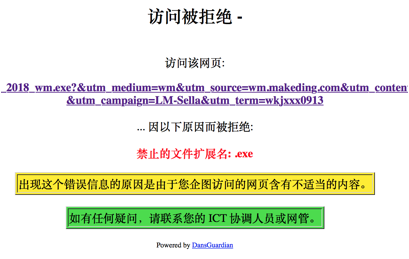 访问被拒绝 -
访问该网页:
_2018_wm.exe?&utm_medium=wm&utm_source=wm.makeding.com&utm_conten
&utm_campaign=LM-Sella&utm_term=wkjxxx0913
... 因以下原因而被拒绝:
禁止的文件扩展名: .exe
出现这个错误信息的原因是由于您企图访问的网页含有不适当的内容。
如有任何疑问，请联系您的 ICT 协调人员或网管。
Powered by DansGuardian